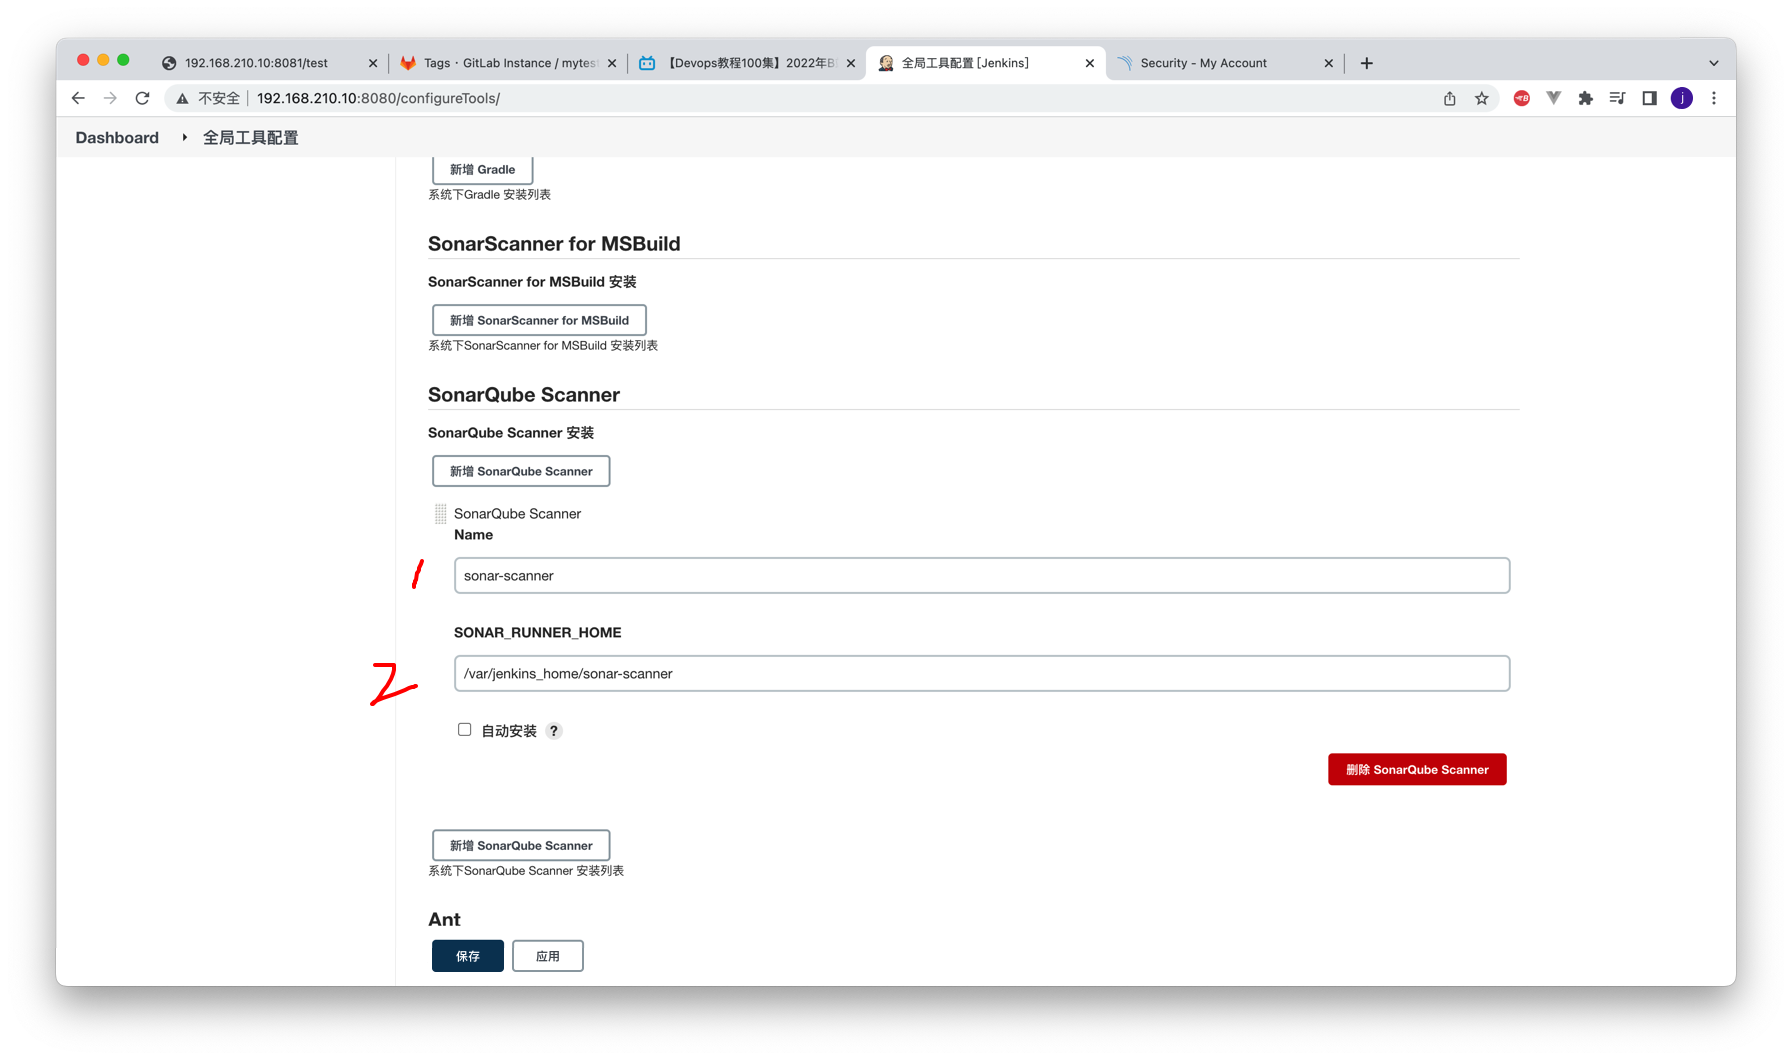 192.168.210.10:8081/test
Tags · GitLab Instance / mytest
【Devops教程100集】2022年B
全局工具配置 [Jenkins]
Security - My Account
不安全
192.168.210.10:8080/configureTools/
j
Dashboard
全局工具配置
新增 Gradle
系统下Gradle 安装列表
SonarScanner for MSBuild
SonarScanner for MSBuild 安装
新增 SonarScanner for MSBuild
系统下SonarScanner for MSBuild 安装列表
SonarQube Scanner
SonarQube Scanner 安装
新增 SonarQube Scanner
SonarQube Scanner
Name
1
sonar-scanner
SONAR_RUNNER_HOME
2
/var/jenkins_home/sonar-scanner
自动安装 ?
删除 SonarQube Scanner
新增 SonarQube Scanner
系统下SonarQube Scanner 安装列表
Ant
保存
应用